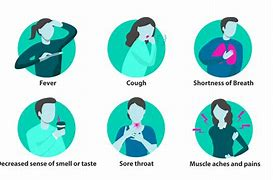 Fever
Cough
Shortness of Breath
Decreased sense of smell or taste
Sore throat
Muscle aches and pains